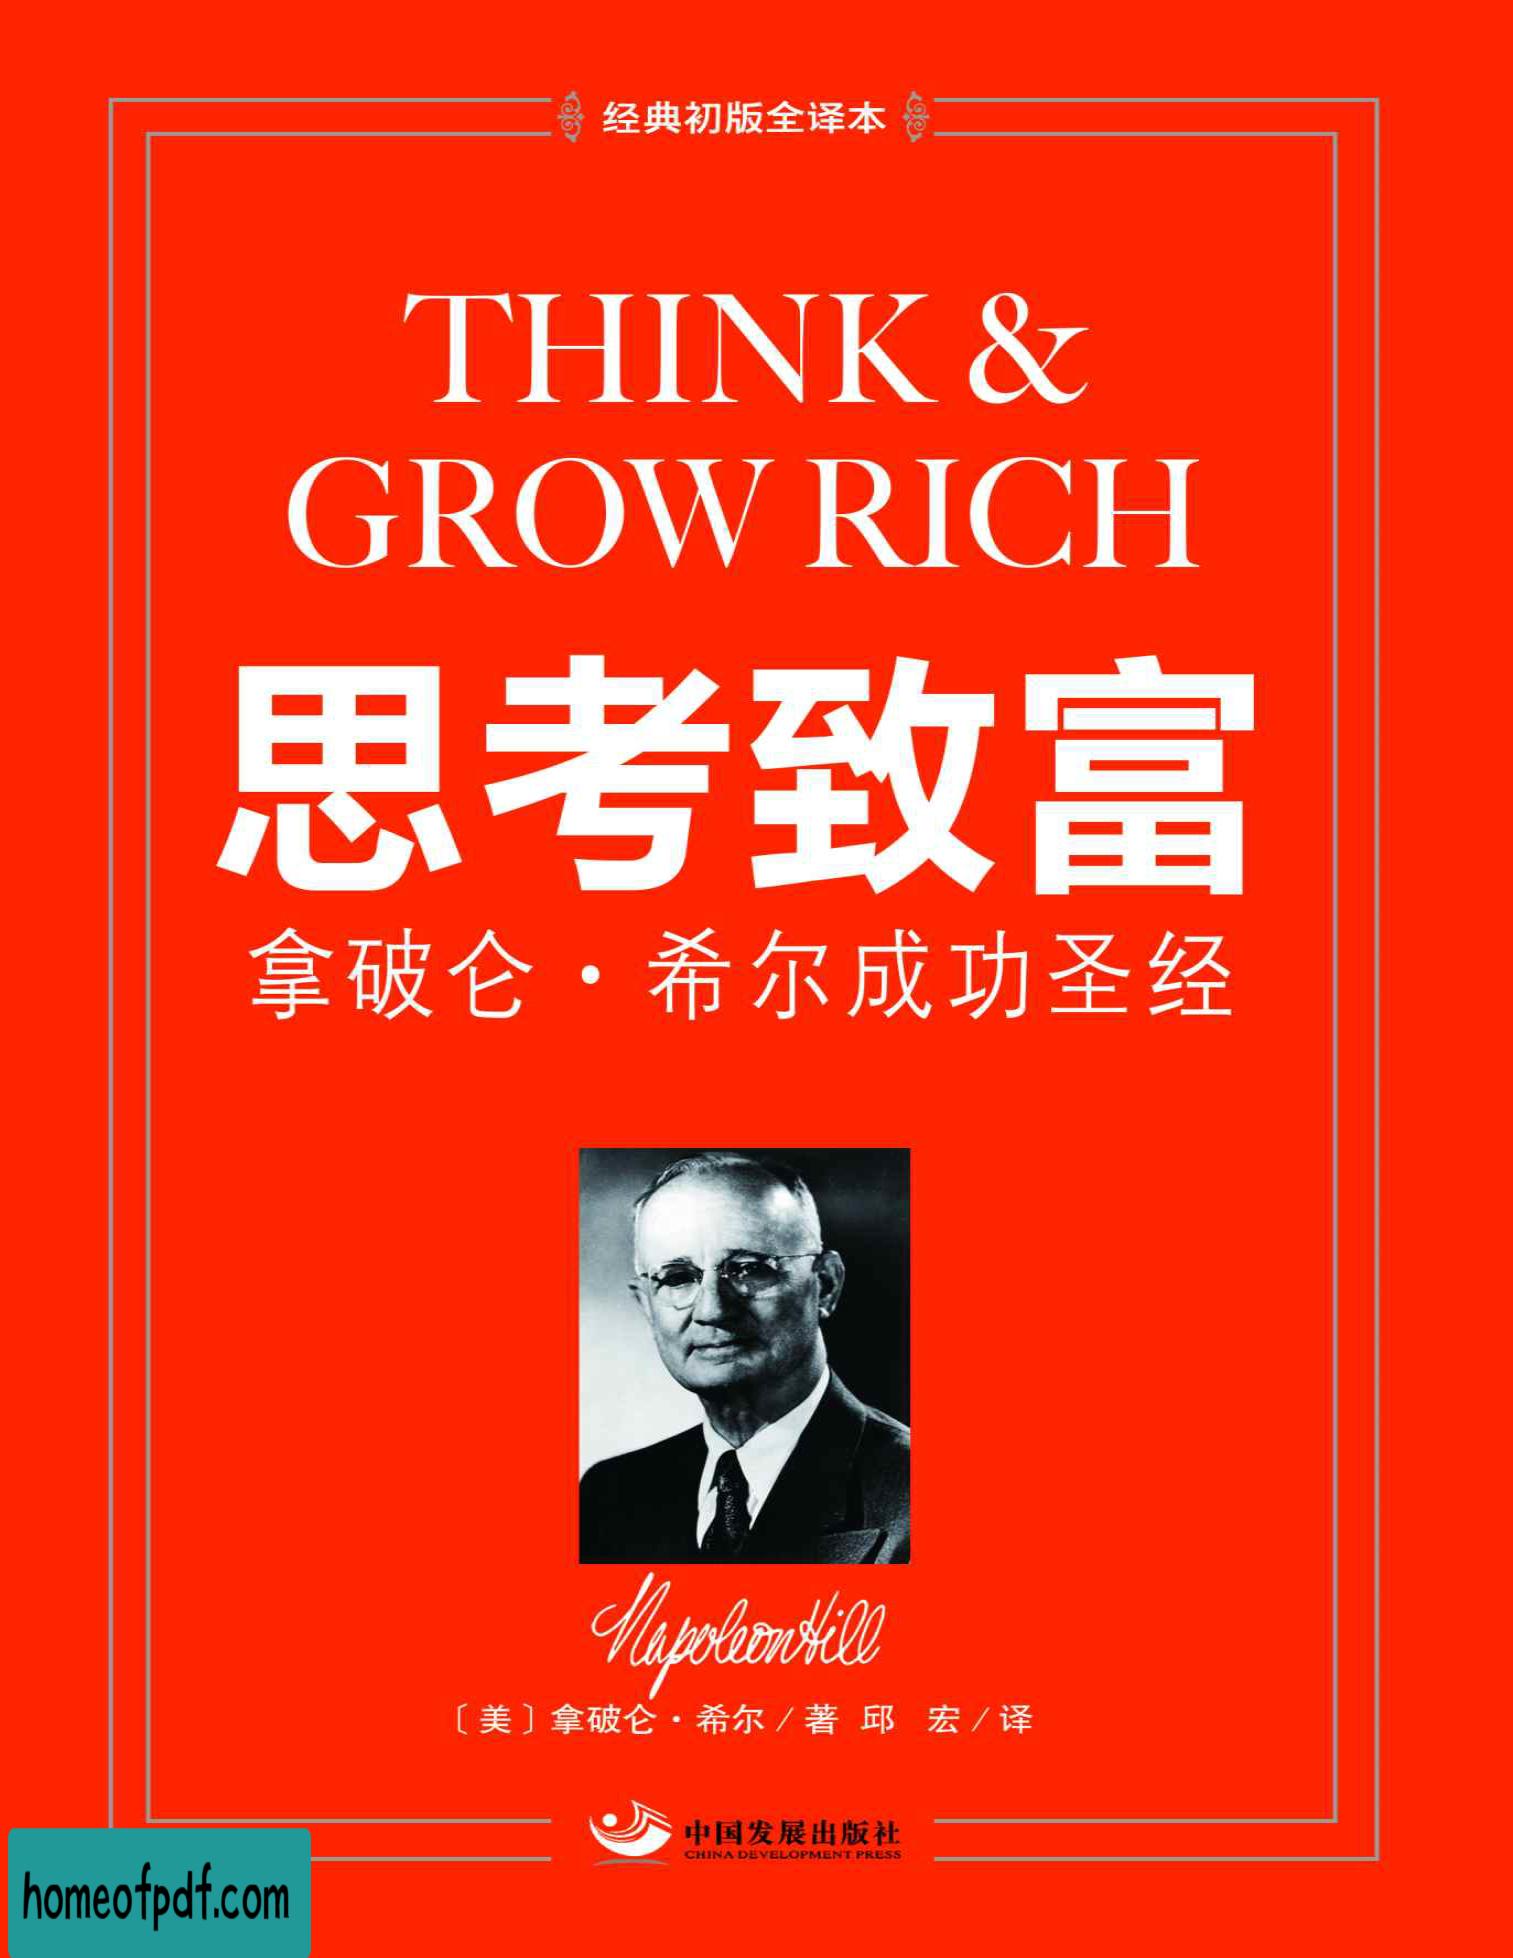 经典初版全译本
THINK &
GROW RICH
思考致富
拿破仑·希尔成功圣经
Napoleon Hill
〔美〕拿破仑·希尔/著 邱 宏/译
中国发展出版社
CHINA DEVELOPMENT PRESS
homeofpdf.com